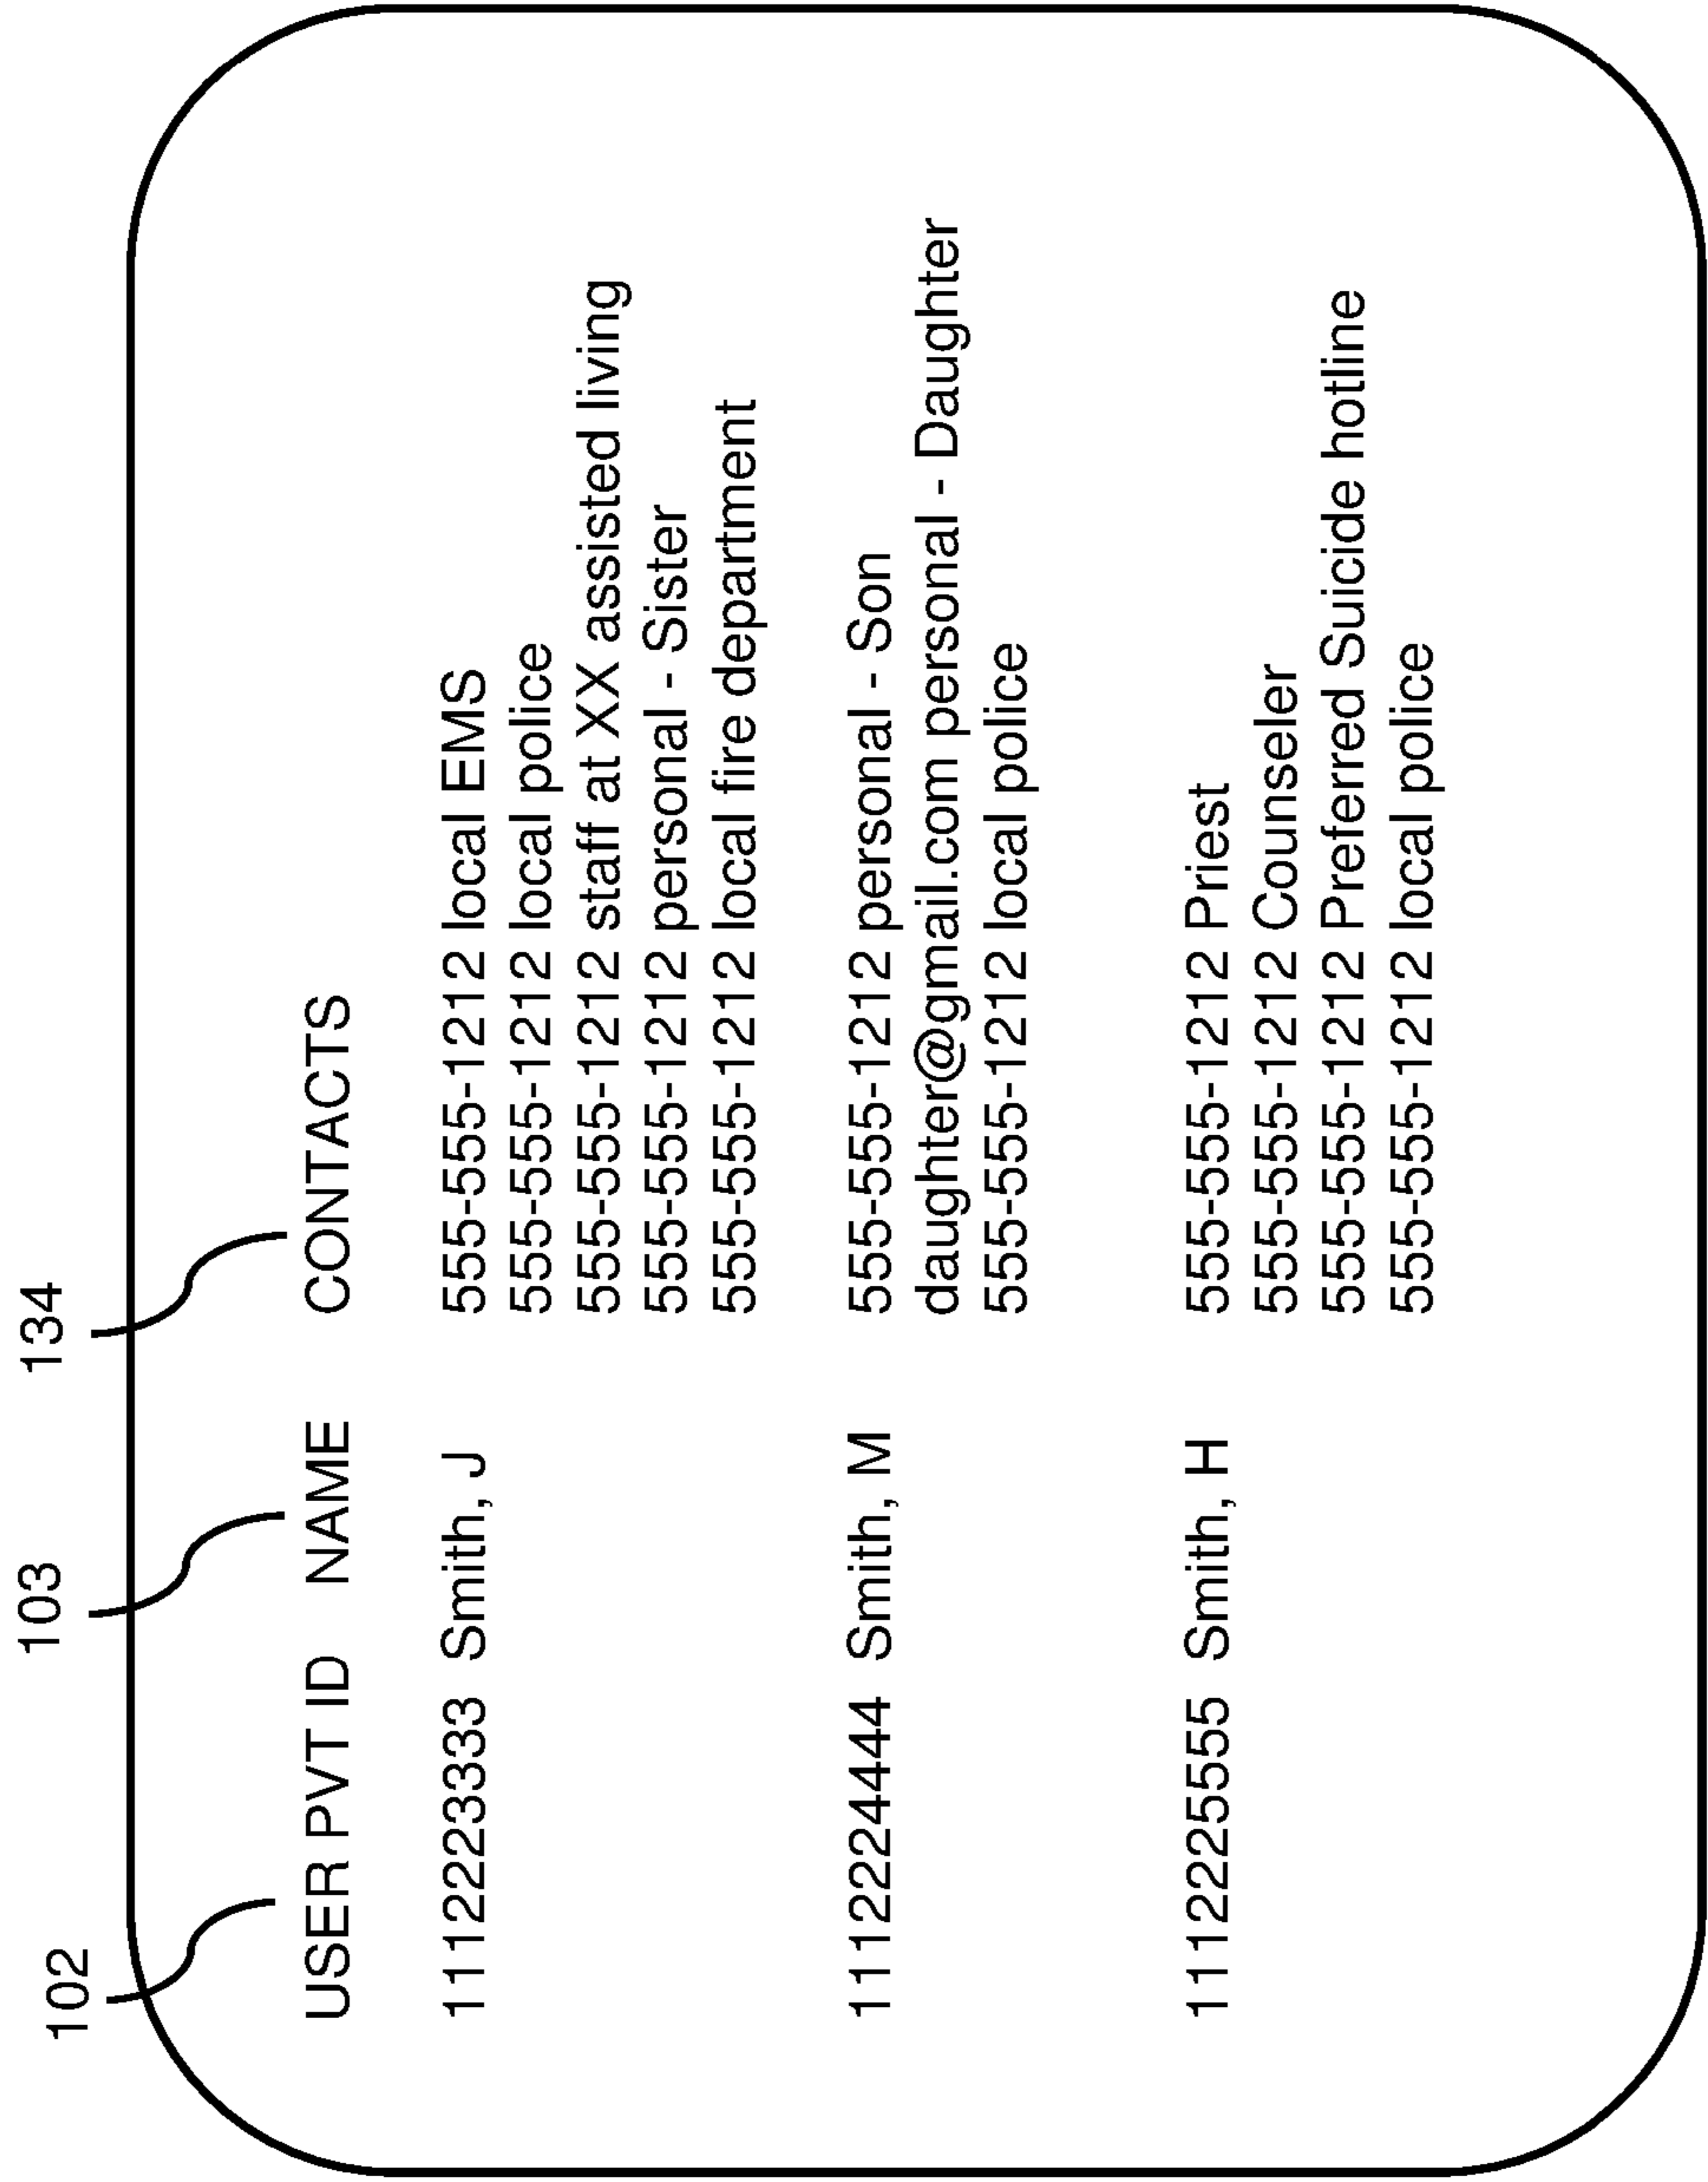 102 103 134
USER PVT ID NAME CONTACTS
1112223333 Smith, J 555-555-1212 local EMS
555-555-1212 local police
555-555-1212 staff at XX assisted living
555-555-1212 personal - Sister
555-555-1212 local fire department
1112224444 Smith, M 555-555-1212 personal - Son
daughter@gmail.com personal - Daughter
555-555-1212 local police
1112225555 Smith, H 555-555-1212 Priest
555-555-1212 Counseler
555-555-1212 Preferred Suicide hotline
555-555-1212 local police